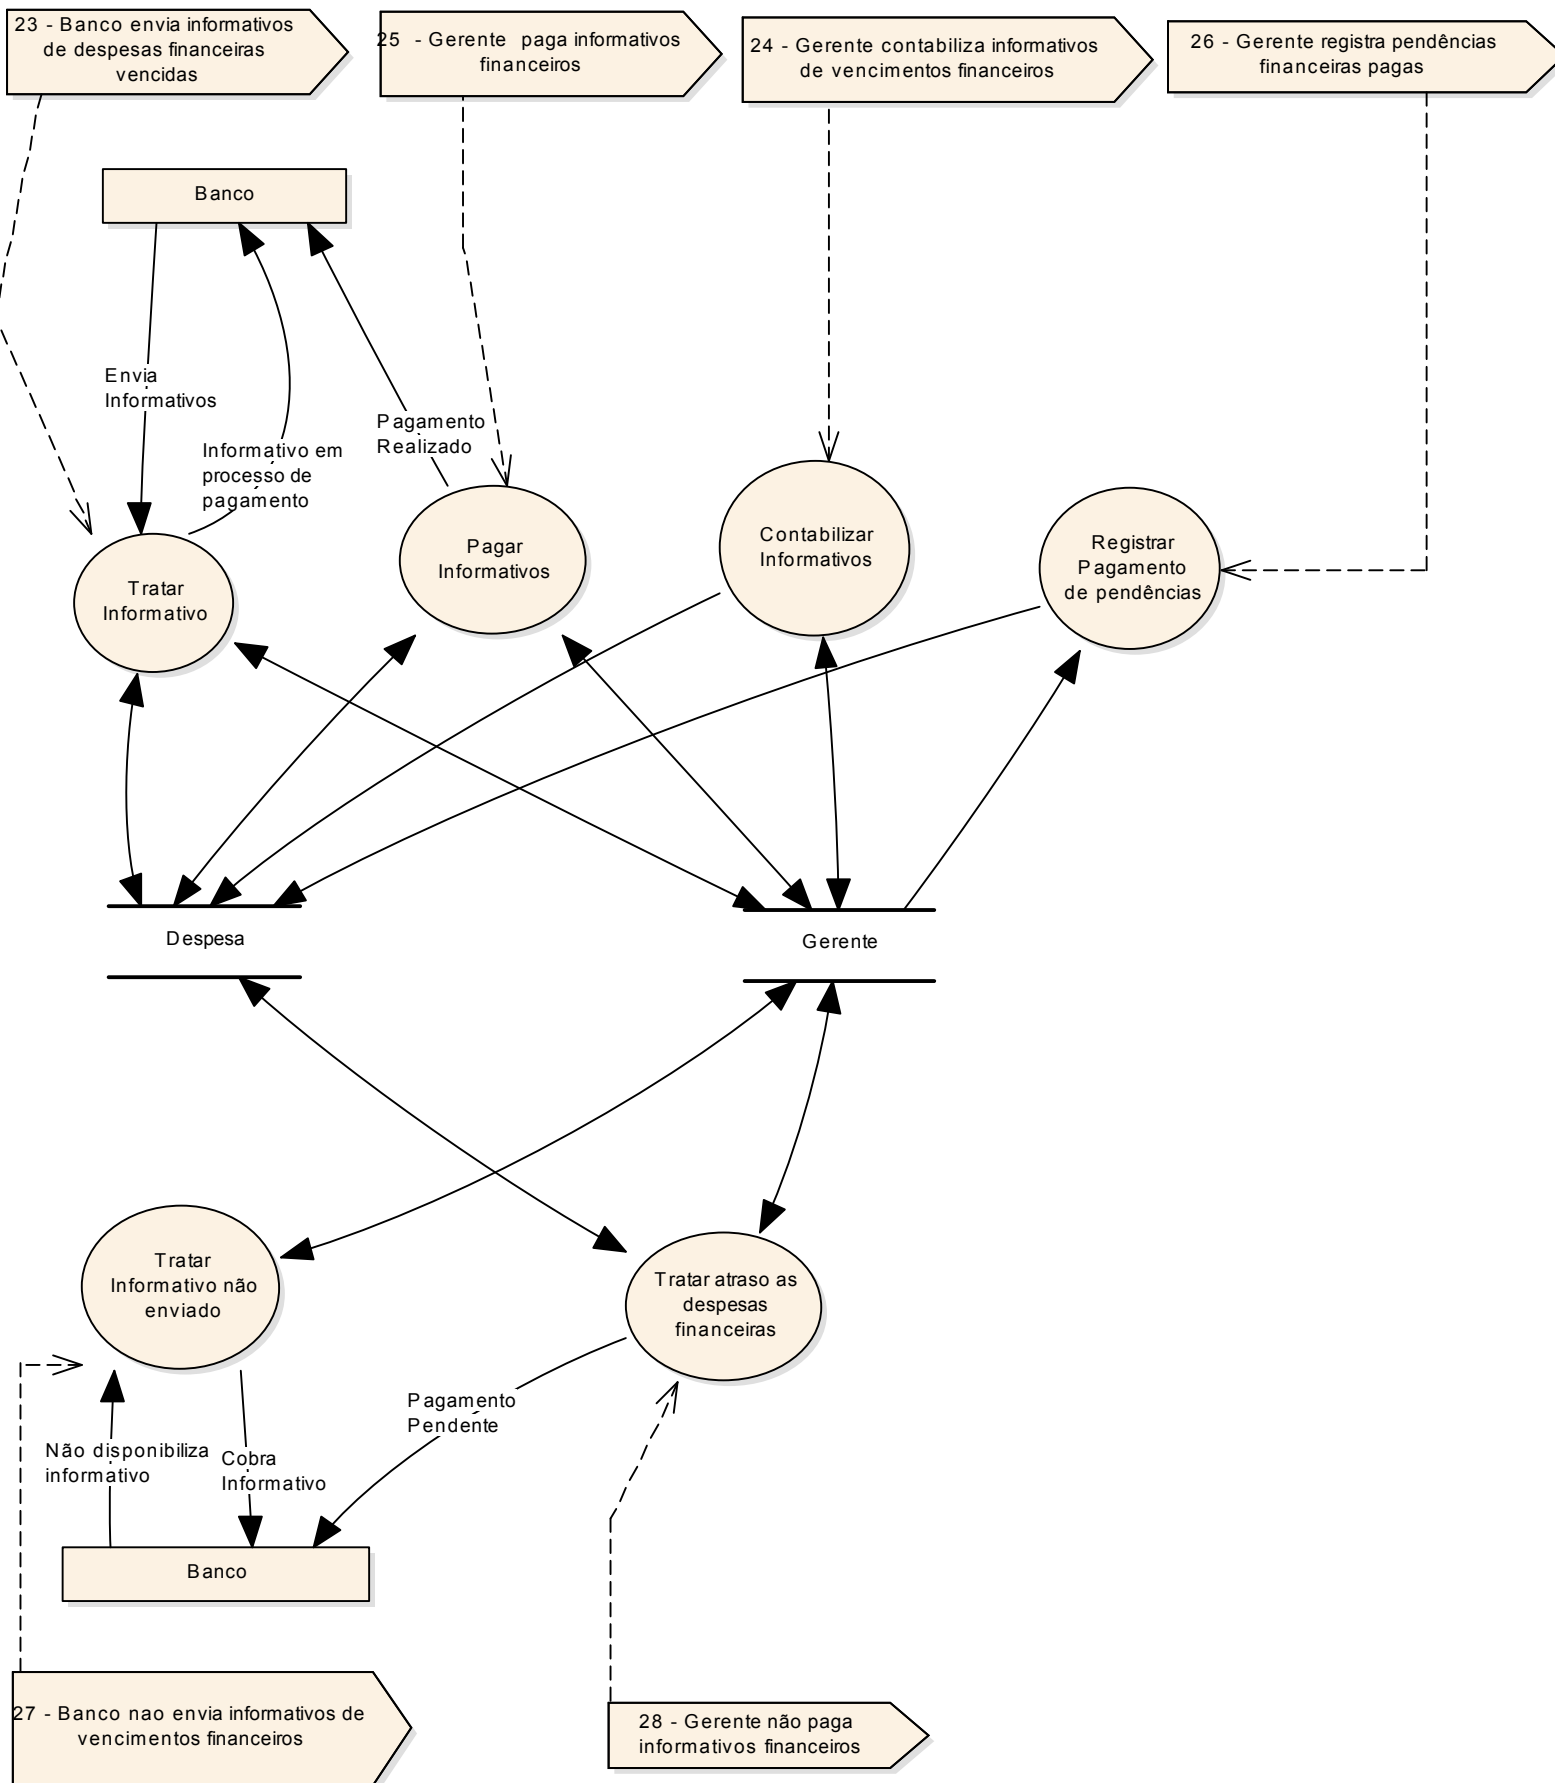 23 - Banco envia informativos
de despesas financeiras
vencidas
25 - Gerente paga informativos
financeiros
24 - Gerente contabiliza informativos
de vencimentos financeiros
26 - Gerente registra pendências
financeiras pagas
Banco
Envia
Informativos
Informativo em
processo de
pagamento
Pagamento
Realizado
Tratar
Informativo
Pagar
Informativos
Contabilizar
Informativos
Registrar
Pagamento
de pendências
Despesa
Gerente
Tratar
Informativo não
enviado
Tratar atraso as
despesas
financeiras
Não disponibiliza
informativo
Cobra
Informativo
Pagamento
Pendente
Banco
27 - Banco nao envia informativos de
vencimentos financeiros
28 - Gerente não paga
informativos financeiros